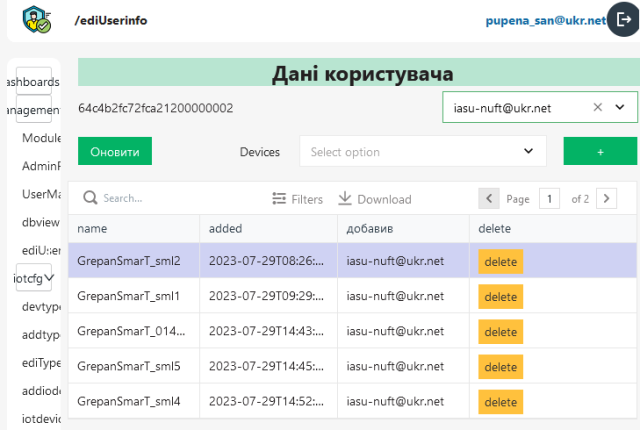 /ediUserinfo
pupena_san@ukr.net
ashboards
anagement
Module
AdminF
UserMa
dbview
ediUser
iotcfg
devtype
addtyp
ediType
addiod
iotdevi
Дані користувача
64c4b2fc72fca21200000002
iasu-nuft@ukr.net
Оновити
Devices
Select option
+
Search...
Filters
Download
Page 1 of 2
name added добавив delete
GrepanSmarT_sml2 2023-07-29T08:26:... iasu-nuft@ukr.net delete
GrepanSmarT_sml1 2023-07-29T09:29:... iasu-nuft@ukr.net delete
GrepanSmarT_014... 2023-07-29T14:43:... iasu-nuft@ukr.net delete
GrepanSmarT_sml5 2023-07-29T14:45:... iasu-nuft@ukr.net delete
GrepanSmarT_sml4 2023-07-29T14:52:... iasu-nuft@ukr.net delete